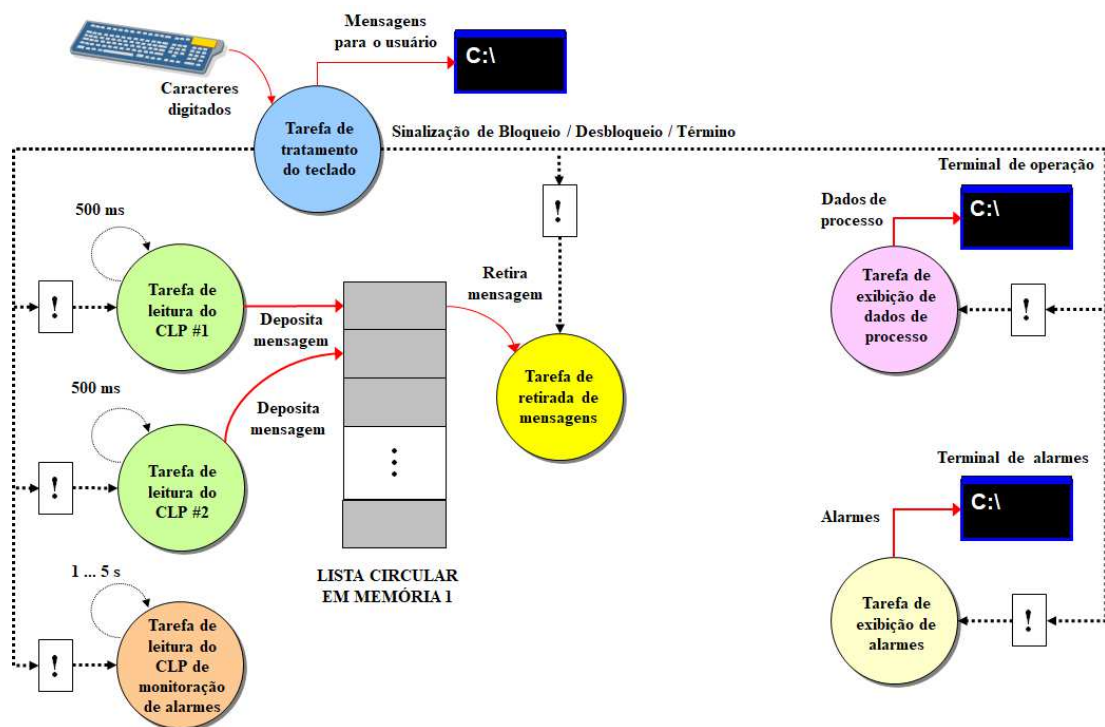 Mensagens
para o usuário
C:\
Caracteres
digitados
Tarefa de
tratamento
do teclado
Sinalização de Bloqueio / Desbloqueio / Término
Terminal de operação
!
Dados de
processo
C:\
500 ms
!
Tarefa de
leitura do
CLP #1
Deposita
mensagem
Retira
mensagem
Tarefa de
exibição de
dados de
processo
!
500 ms
Deposita
mensagem
Tarefa de
retirada de
mensagens
!
Tarefa de
leitura do
CLP #2
Terminal de alarmes
C:\
Alarmes
1 ... 5 s
LISTA CIRCULAR
EM MEMÓRIA 1
!
Tarefa de
leitura do
CLP de
monitoração
de alarmes
Tarefa de
exibição de
alarmes
!